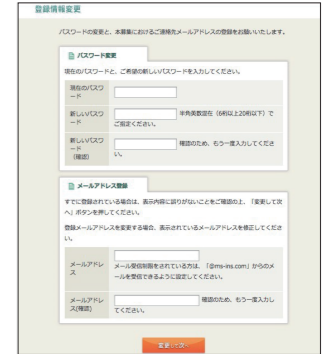 登録情報変更
パスワードの変更と、本募集におけるご連絡先メールアドレスの登録をお願いいたします。
パスワード変更
現在のパスワードと、ご希望の新しいパスワードを入力してください。
現在のパスワ
ード
新しいパスワ
ード
半角英数混在（6桁以上20桁以下）で
ご指定ください。
新しいパスワ
ード
（確認）
確認のため、もう一度入力してくださ
い。
メールアドレス登録
すでに登録されている場合は、表示内容に誤りがないことをご確認の上、「変更して次
へ」ボタンを押してください。
登録メールアドレスを変更する場合、表示されているメールアドレスを修正してくださ
い。
メールアドレ
ス
メール受信制限をされている方は、「@ms-ins.com」からのメ
ールを受信できるように設定してください。
メールアドレ
ス(確認)
確認のため、もう一度入力し
てください。
変更して次へ